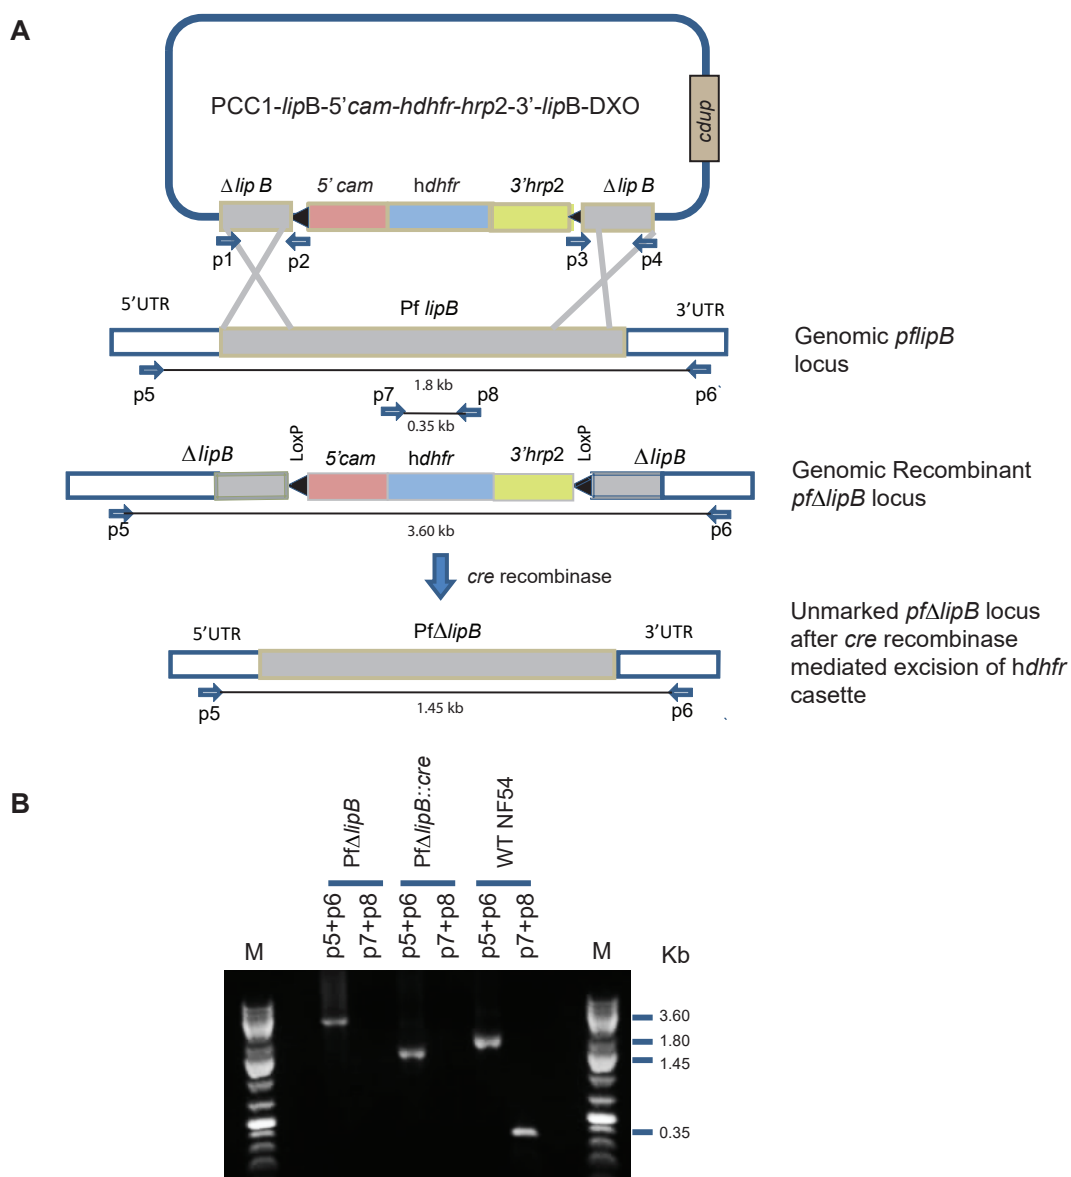 A
PCC1-lipB-5'cam-hdhfr-hrp2-3'-lipB-DXO
cdup
Δ lip B 5' cam hdhfr 3'hrp2 Δ lip B
p1 p2 p3 p4
5'UTR Pf lipB 3'UTR
Genomic pflipB
locus
p5 1.8 kb p6`
p7 p8
0.35 kb
LoxP LoxP
ΔlipB 5'cam hdhfr 3'hrp2 ΔlipB
Genomic Recombinant
pfΔlipB locus
p5 3.60 kb p6
cre recombinase
5'UTR PfΔlipB 3'UTR
Unmarked pfΔlipB locus
after cre recombinase
mediated excision of hdhfr
casette
p5 1.45 kb p6 `
B
PfΔlipB PfΔlipB::cre WT NF54
p5+p6 p7+p8 p5+p6 p7+p8 p5+p6 p7+p8
M M Kb
3.60
1.80
1.45
0.35